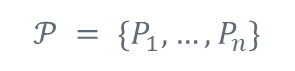 𝒫 = {P₁, …, Pₙ}